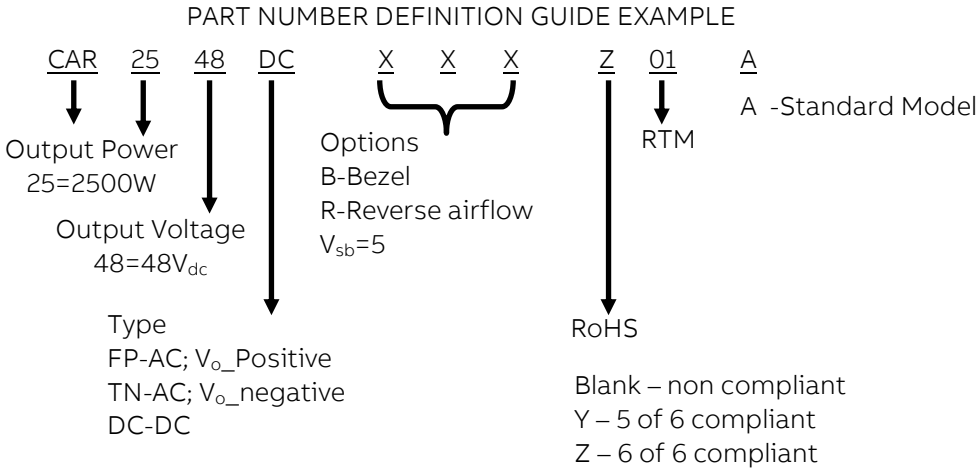 PART NUMBER DEFINITION GUIDE EXAMPLE
CAR 25 48 DC X X X Z 01 A
A -Standard Model
Output Power
25=2500W
Options
B-Bezel
R-Reverse airflow
Vsb=5
RTM
Output Voltage
48=48Vdc
Type
FP-AC; Vo_Positive
TN-AC; Vo_negative
DC-DC
RoHS
Blank – non compliant
Y – 5 of 6 compliant
Z – 6 of 6 compliant